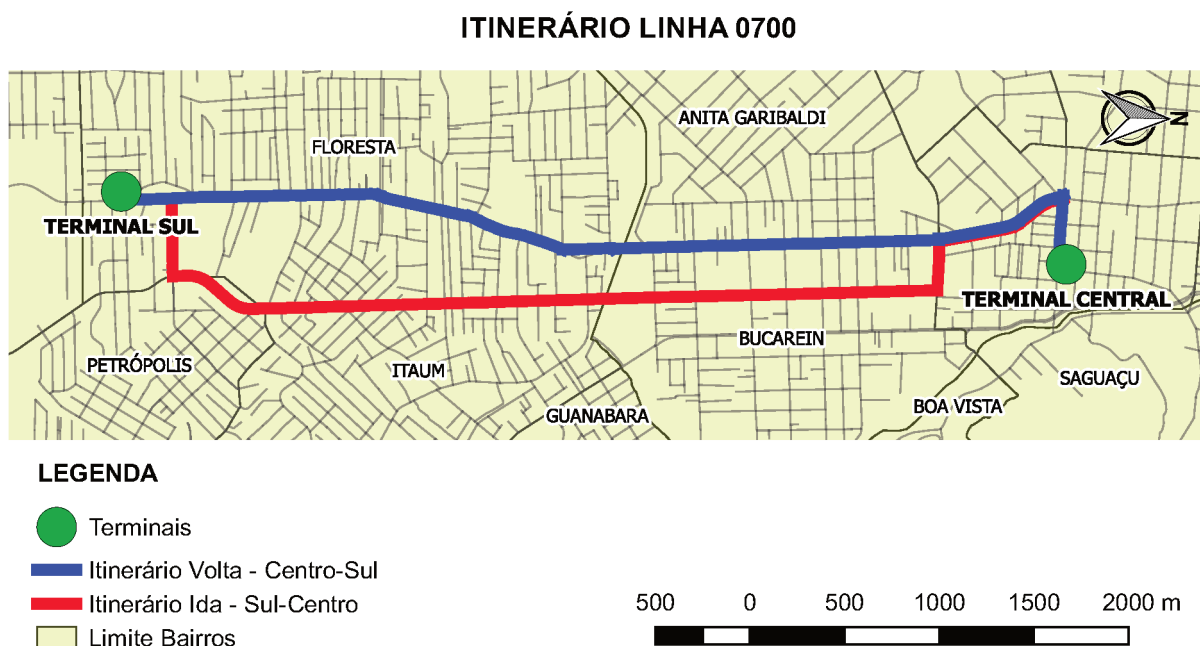 ITINERÁRIO LINHA 0700
ANITA GARIBALDI
N
FLORESTA
TERMINAL SUL
TERMINAL CENTRAL
BUCAREIN
PETRÓPOLIS
ITAUM
SAGUAÇU
GUANABARA
BOA VISTA
LEGENDA
Terminais
Itinerário Volta - Centro-Sul
Itinerário Ida - Sul-Centro
Limite Bairros
500 0 500 1000 1500 2000 m